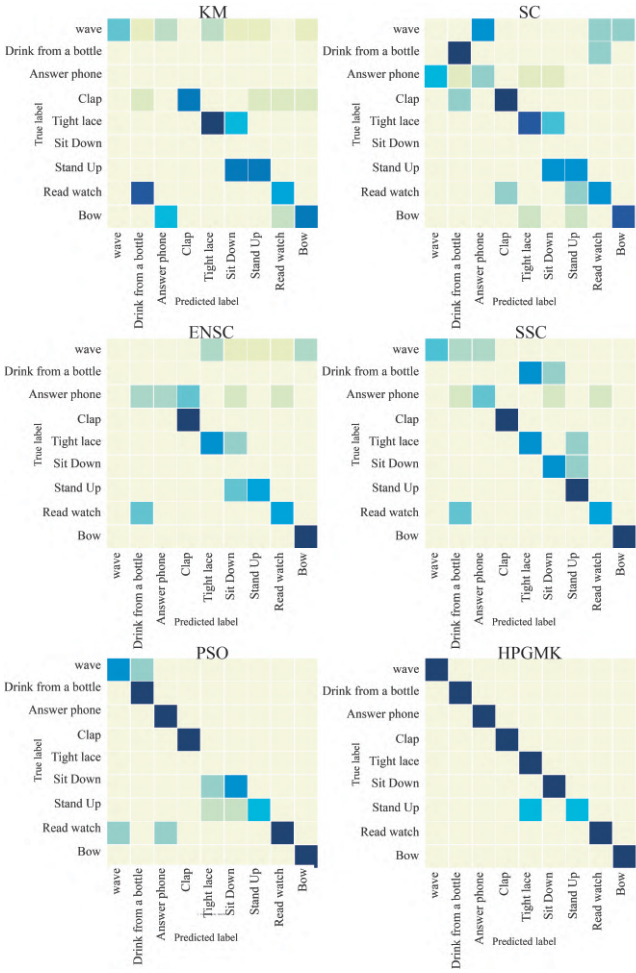 KM
wave
Drink from a bottle
Answer phone
Clap
Tight lace
Sit Down
Stand Up
Read watch
Bow
True label
wave
Drink from a bottle
Answer phone
Clap
Tight lace
Sit Down
Stand Up
Read watch
Bow
Predicted label
SC
wave
Drink from a bottle
Answer phone
Clap
Tight lace
Sit Down
Stand Up
Read watch
Bow
True label
wave
Drink from a bottle
Answer phone
Clap
Tight lace
Sit Down
Stand Up
Read watch
Bow
Predicted label
ENSC
wave
Drink from a bottle
Answer phone
Clap
Tight lace
Sit Down
Stand Up
Read watch
Bow
True label
wave
Drink from a bottle
Answer phone
Clap
Tight lace
Sit Down
Stand Up
Read watch
Bow
Predicted label
SSC
wave
Drink from a bottle
Answer phone
Clap
Tight lace
Sit Down
Stand Up
Read watch
Bow
True label
wave
Drink from a bottle
Answer phone
Clap
Tight lace
Sit Down
Stand Up
Read watch
Bow
Predicted label
PSO
wave
Drink from a bottle
Answer phone
Clap
Tight lace
Sit Down
Stand Up
Read watch
Bow
True label
wave
Drink from a bottle
Answer phone
Clap
Tight lace
Sit Down
Stand Up
Read watch
Bow
Predicted label
HPGMK
wave
Drink from a bottle
Answer phone
Clap
Tight lace
Sit Down
Stand Up
Read watch
Bow
True label
wave
Drink from a bottle
Answer phone
Clap
Tight lace
Sit Down
Stand Up
Read watch
Bow
Predicted label